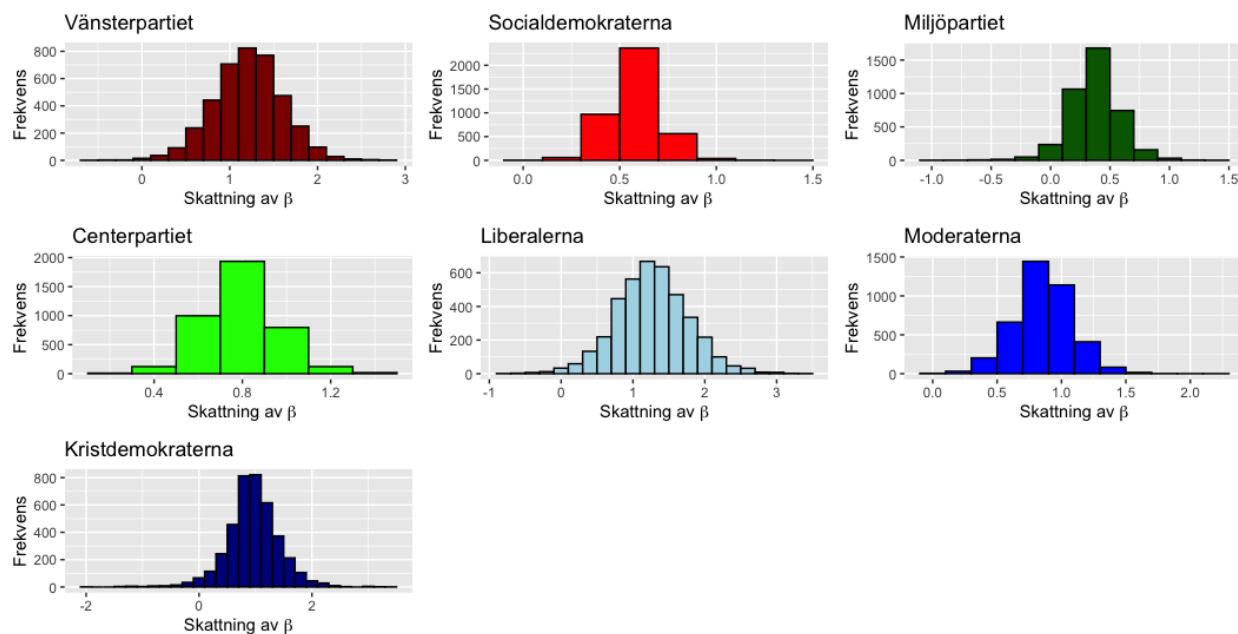 Vänsterpartiet
Frekvens
800
600
400
200
0
0
1
2
3
Skattning av β
Socialdemokraterna
Frekvens
2000
1500
1000
500
0
0.0
0.5
1.0
1.5
Skattning av β
Miljöpartiet
Frekvens
1500
1000
500
0
-1.0
-0.5
0.0
0.5
1.0
1.5
Skattning av β
Centerpartiet
Frekvens
2000
1500
1000
500
0
0.4
0.8
1.2
Skattning av β
Liberalerna
Frekvens
600
400
200
0
-1
0
1
2
3
Skattning av β
Moderaterna
Frekvens
1500
1000
500
0
0.0
0.5
1.0
1.5
2.0
Skattning av β
Kristdemokraterna
Frekvens
800
600
400
200
0
-2
0
2
Skattning av β